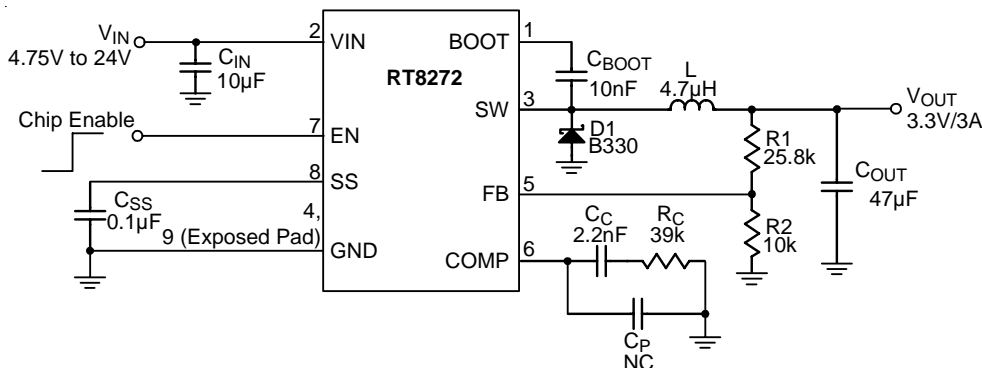 VIN
4.75V to 24V
CIN
10µF
2
VIN
BOOT
1
CBOOT
10nF
RT8272
L
4.7µH
SW
3
VOUT
3.3V/3A
Chip Enable
7
EN
D1
B330
R1
25.8k
8
SS
CSS
0.1µF
FB
5
COUT
47µF
4,
9 (Exposed Pad)
GND
CC
2.2nF
RC
39k
R2
10k
COMP
6
CP
NC